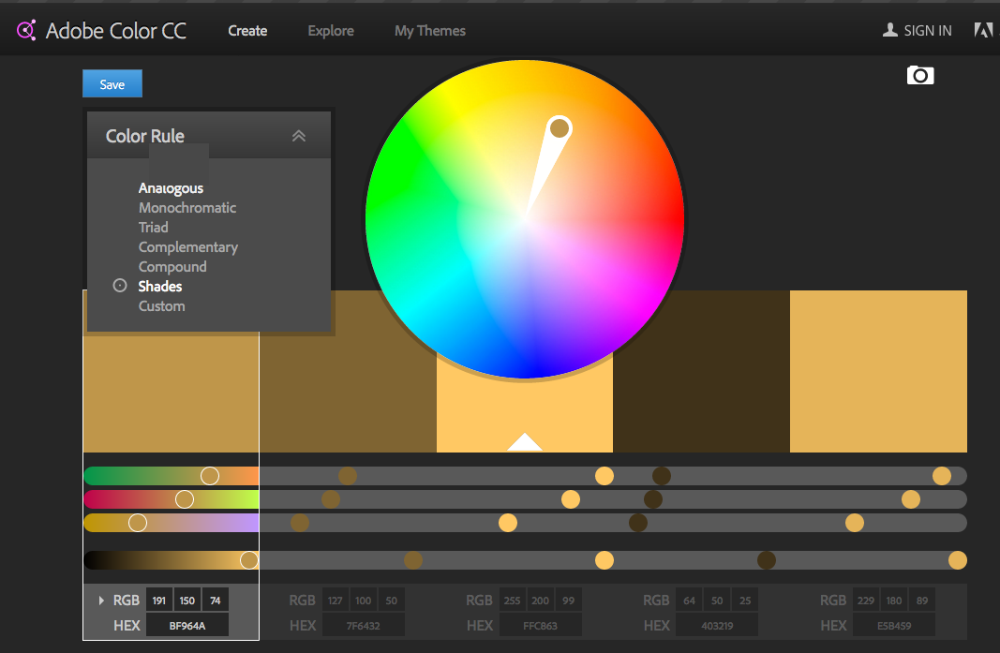 Adobe Color CC Create Explore My Themes SIGN IN
Save
Color Rule
Analogous
Monochromatic
Triad
Complementary
Compound
Shades
Custom
RGB 191 150 74 RGB 127 100 50 RGB 255 200 99 RGB 64 50 25 RGB 229 180 89
HEX BF964A HEX 7F6432 HEX FFC863 HEX 403219 HEX E5B459